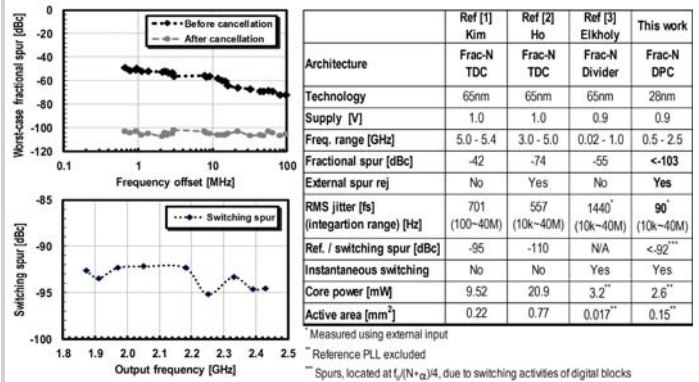 Worst-case fractional spur [dBc]
0
-20
-40
-60
-80
-100
-120
Before cancellation
After cancellation
0.1 1 10 100
Frequency offset [MHz]
Switching spur [dBc]
-85
-90
-95
-100
Switching spur
1.8 1.9 2.0 2.1 2.2 2.3 2.4 2.5
Output frequency [GHz]
Ref [1] Ref [2] Ref [3] This work
Kim Ho Elkholy
Architecture Frac-N Frac-N Frac-N Frac-N
TDC TDC Divider DPC
Technology 65nm 65nm 65nm 28nm
Supply [V] 1.0 1.0 0.9 0.9
Freq. range [GHz] 5.0 - 5.4 3.0 - 5.0 0.02 - 1.0 0.5 - 2.5
Fractional spur [dBc] -42 -74 -55 <-103
External spur rej No Yes No Yes
RMS jitter [fs] 701 557 1440* 90*
(integartion range) [Hz] (100~40M) (10k~40M) (10k~40M) (10k~40M)
Ref. / switching spur [dBc] -95 -110 N/A <-92***
Instantaneous switching No No Yes Yes
Core power [mW] 9.52 20.9 3.2** 2.6**
Active area [mm²] 0.22 0.77 0.017** 0.15**
* Measured using external input
** Reference PLL excluded
*** Spurs, located at fᵥ/(N+α)/4, due to switching activities of digital blocks